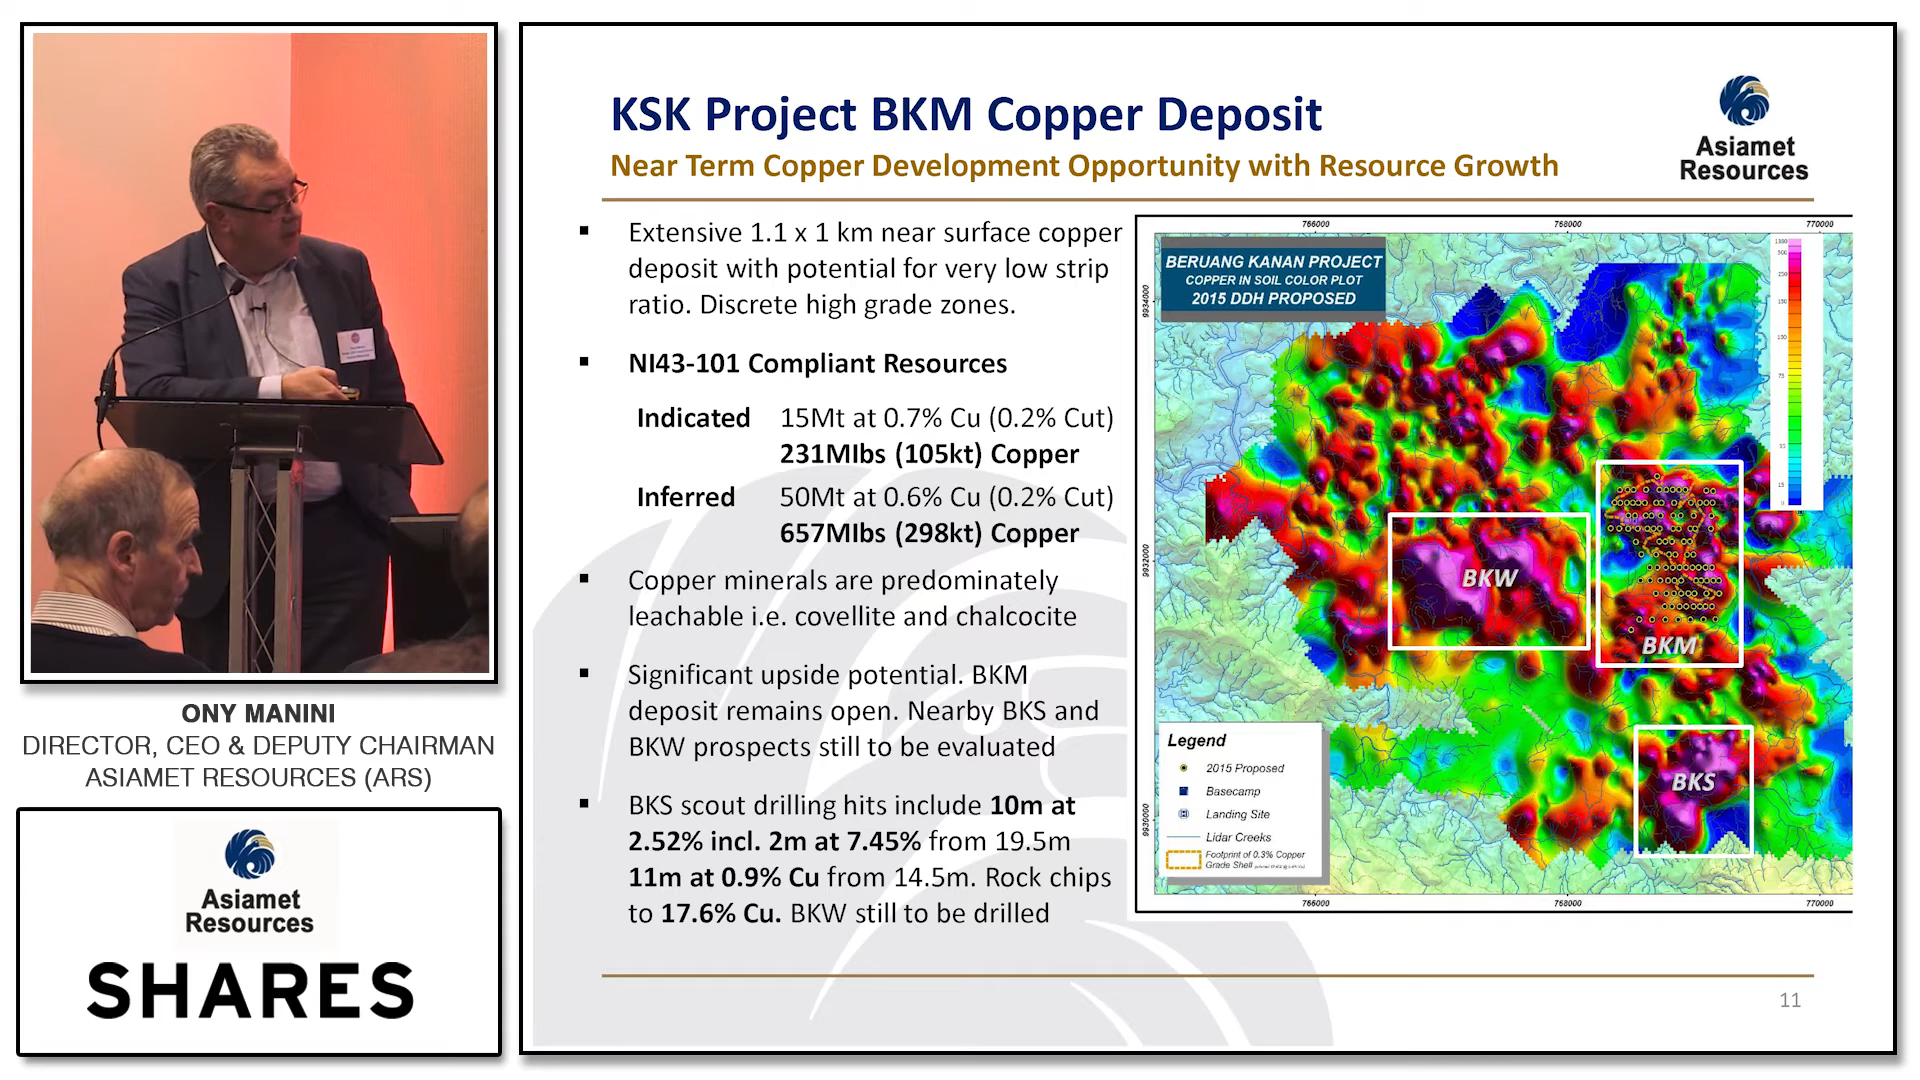 KSK Project BKM Copper Deposit
Near Term Copper Development Opportunity with Resource Growth
Asiamet
Resources
▪ Extensive 1.1 x 1 km near surface copper
deposit with potential for very low strip
ratio. Discrete high grade zones.
▪ NI43-101 Compliant Resources
Indicated 15Mt at 0.7% Cu (0.2% Cut)
231Mlbs (105kt) Copper
Inferred 50Mt at 0.6% Cu (0.2% Cut)
657Mlbs (298kt) Copper
▪ Copper minerals are predominately
leachable i.e. covellite and chalcocite
▪ Significant upside potential. BKM
deposit remains open. Nearby BKS and
BKW prospects still to be evaluated
▪ BKS scout drilling hits include 10m at
2.52% incl. 2m at 7.45% from 19.5m
11m at 0.9% Cu from 14.5m. Rock chips
to 17.6% Cu. BKW still to be drilled
766000 768000 770000
BERUANG KANAN PROJECT
COPPER IN SOIL COLOR PLOT
2015 DDH PROPOSED
9934000
9932000
9930000
BKW
BKM
BKS
Legend
2015 Proposed
Basecamp
Landing Site
Lidar Creeks
Footprint of 0.3% Copper
Grade Shell
766000 768000 770000
11
ONY MANINI
DIRECTOR, CEO & DEPUTY CHAIRMAN
ASIAMET RESOURCES (ARS)
Asiamet
Resources
SHARES